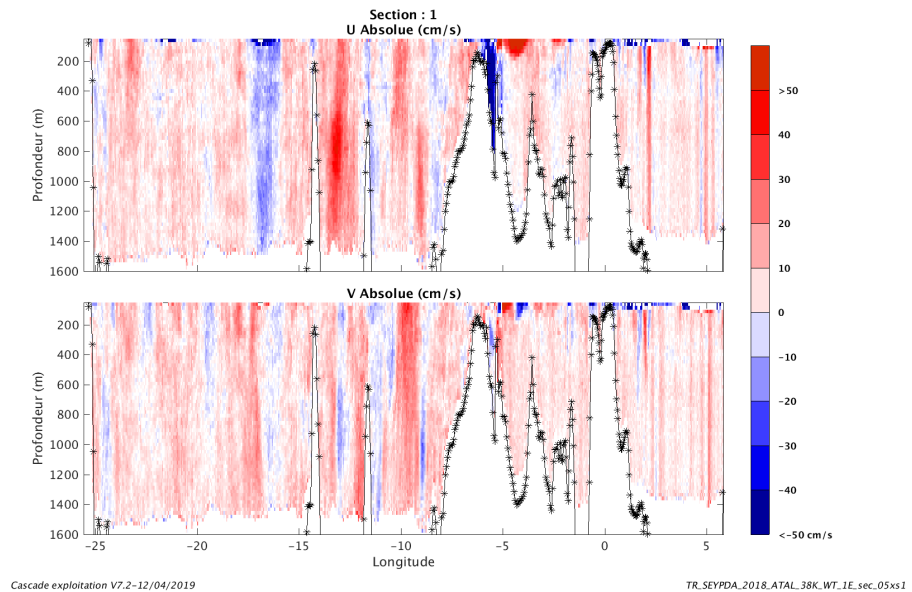 Section : 1
U Absolue (cm/s)
200
400
600
800
1000
1200
1400
1600
Profondeur (m)
V Absolue (cm/s)
200
400
600
800
1000
1200
1400
1600
Profondeur (m)
-25 -20 -15 -10 -5 0 5
Longitude
>50
40
30
20
10
0
-10
-20
-30
-40
<-50 cm/s
Cascade exploitation V7.2-12/04/2019
TR_SEYPDA_2018_ATAL_38K_WT_1E_sec_05xs1